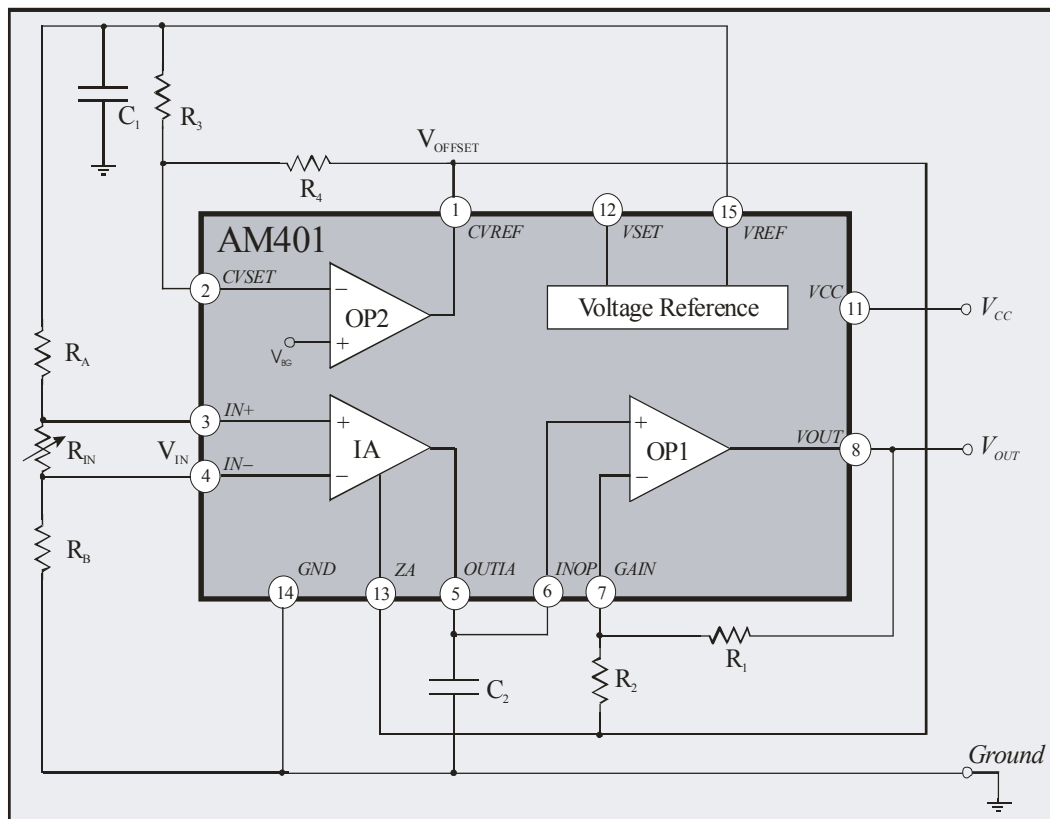 C1
R3
VOFFSET
R4
1
12
15
AM401
CVREF
VSET
VREF
2
CVSET
−
OP2
VBG
+
Voltage Reference
VCC
11
VCC
RA
3
IN+
+
RIN
VIN
IA
4
IN−
−
+
OP1
−
VOUT
8
VOUT
RB
GND
ZA
OUTIA
INOP
GAIN
14
13
5
6
7
R1
C2
R2
Ground